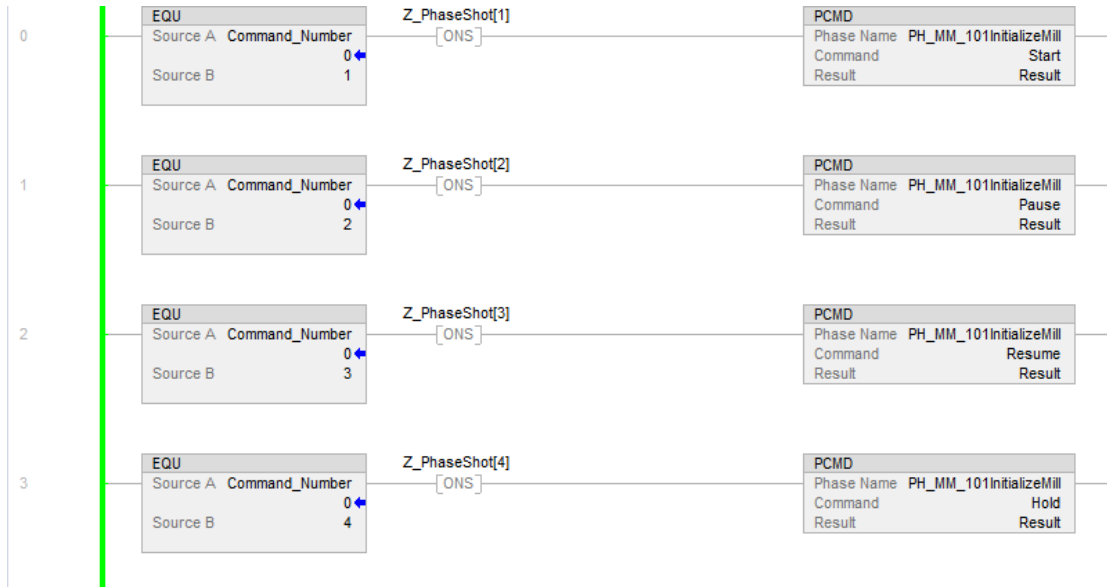 0
EQU
Source A Command_Number
0
Source B 1
Z_PhaseShot[1]
[ONS]
PCMD
Phase Name PH_MM_101InitializeMill
Command Start
Result Result
1
EQU
Source A Command_Number
0
Source B 2
Z_PhaseShot[2]
[ONS]
PCMD
Phase Name PH_MM_101InitializeMill
Command Pause
Result Result
2
EQU
Source A Command_Number
0
Source B 3
Z_PhaseShot[3]
[ONS]
PCMD
Phase Name PH_MM_101InitializeMill
Command Resume
Result Result
3
EQU
Source A Command_Number
0
Source B 4
Z_PhaseShot[4]
[ONS]
PCMD
Phase Name PH_MM_101InitializeMill
Command Hold
Result Result